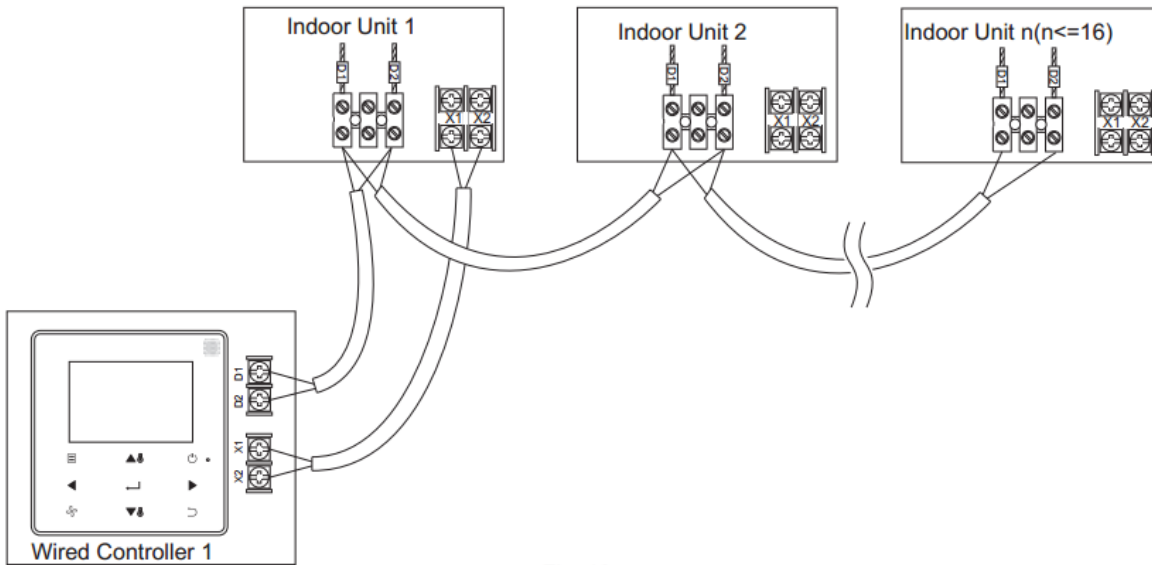 Indoor Unit 1
D1
D2
X1 X2
Indoor Unit 2
D1
D2
X1 X2
Indoor Unit n(n<=16)
D1
D2
X1 X2
D1
D2
X1
X2
Wired Controller 1